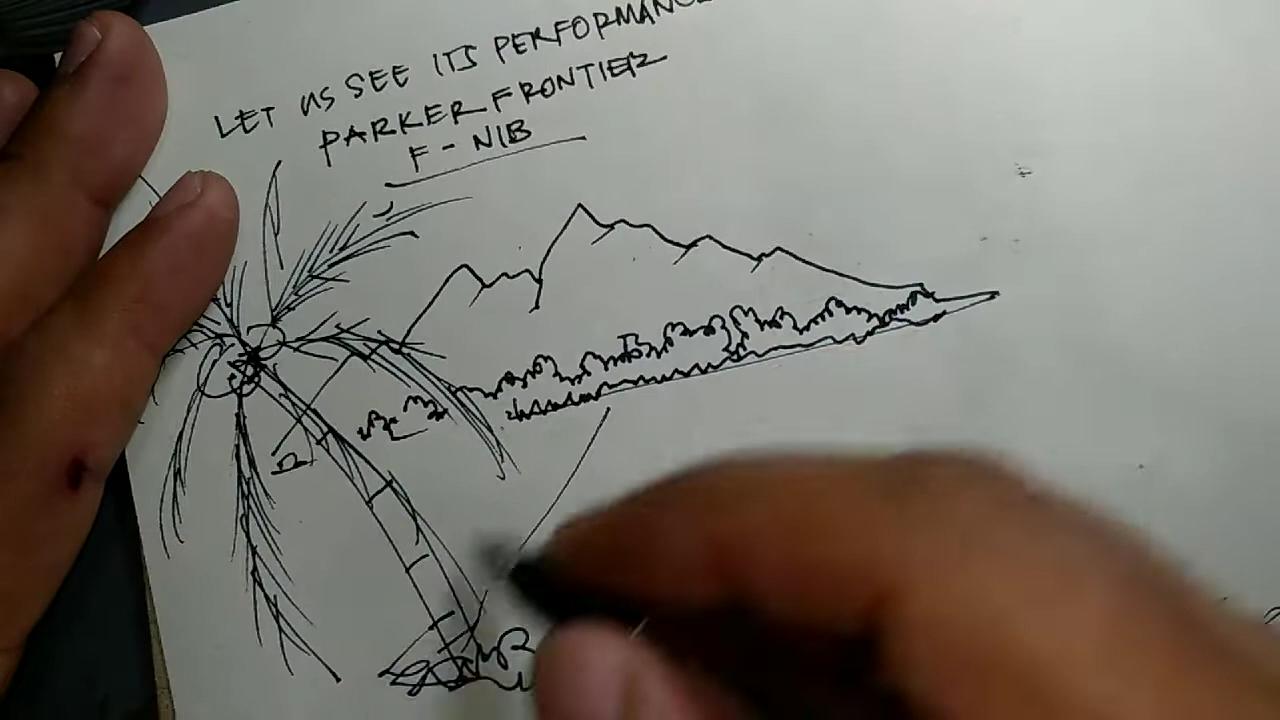 LET US SEE ITS PERFORMANCE
PARKER FRONTIER
F - NIB